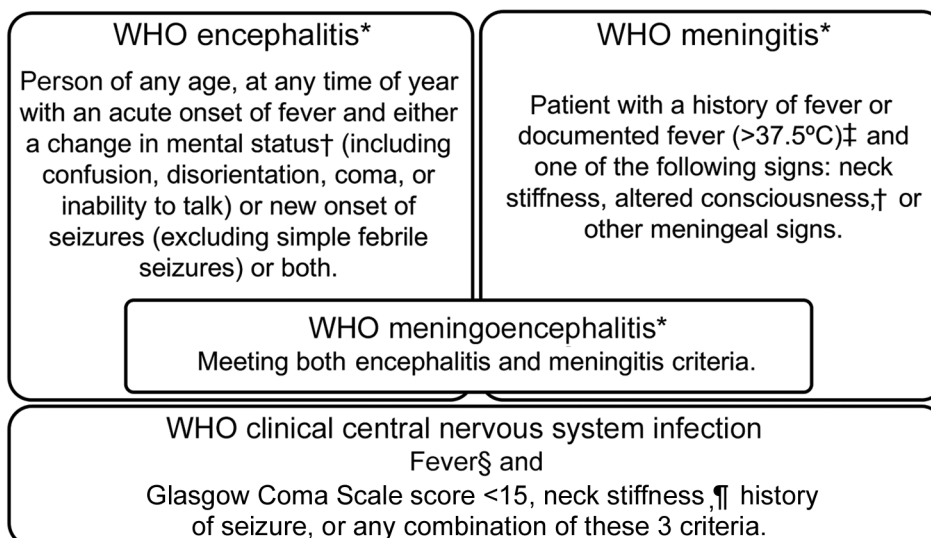 WHO encephalitis*
Person of any age, at any time of year
with an acute onset of fever and either
a change in mental status† (including
confusion, disorientation, coma, or
inability to talk) or new onset of
seizures (excluding simple febrile
seizures) or both.
WHO meningitis*
Patient with a history of fever or
documented fever (>37.5ºC)‡ and
one of the following signs: neck
stiffness, altered consciousness,† or
other meningeal signs.
WHO meningoencephalitis*
Meeting both encephalitis and meningitis criteria.
WHO clinical central nervous system infection
Fever§ and
Glasgow Coma Scale score <15, neck stiffness,¶ history
of seizure, or any combination of these 3 criteria.